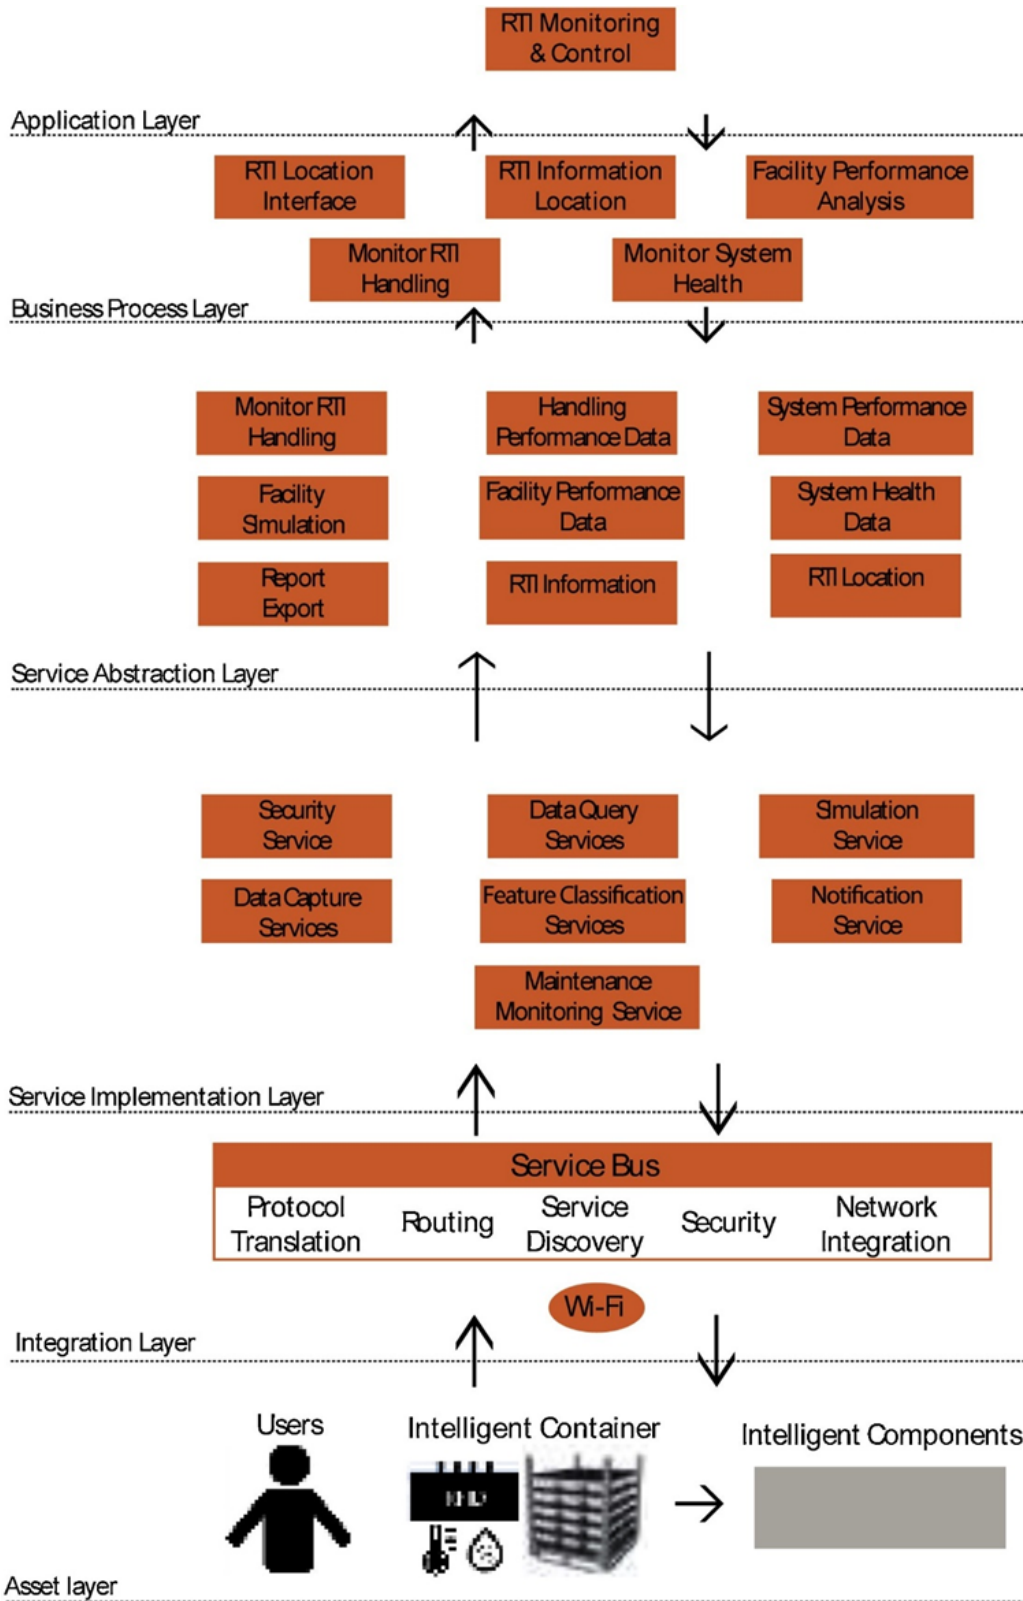 RTI Monitoring
& Control
Application Layer
RTI Location
Interface
RTI Information
Location
Facility Performance
Analysis
Monitor RTI
Handling
Monitor System
Health
Business Process Layer
Monitor RTI
Handling
Handling
Performance Data
System Performance
Data
Facility
Simulation
Facility Performance
Data
System Health
Data
Report
Export
RTI Information
RTI Location
Service Abstraction Layer
Security
Service
Data Query
Services
Simulation
Service
Data Capture
Services
Feature Classification
Services
Notification
Service
Maintenance
Monitoring Service
Service Implementation Layer
Service Bus
Protocol
Translation
Routing
Service
Discovery
Security
Network
Integration
Wi-Fi
Integration Layer
Users
Intelligent Container
Intelligent Components
RFID
Asset layer